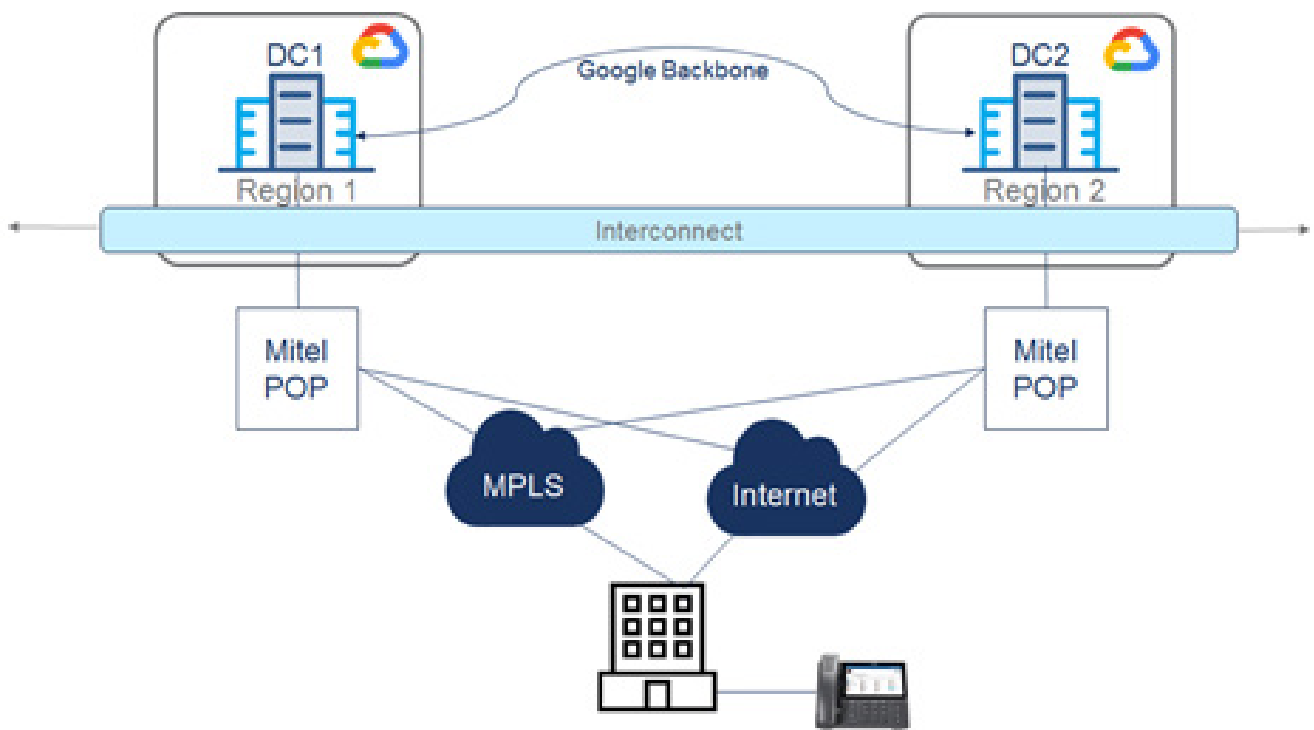 DC1
DC2
Google Backbone
Region 1
Region 2
Interconnect
Mitel
POP
Mitel
POP
MPLS
Internet